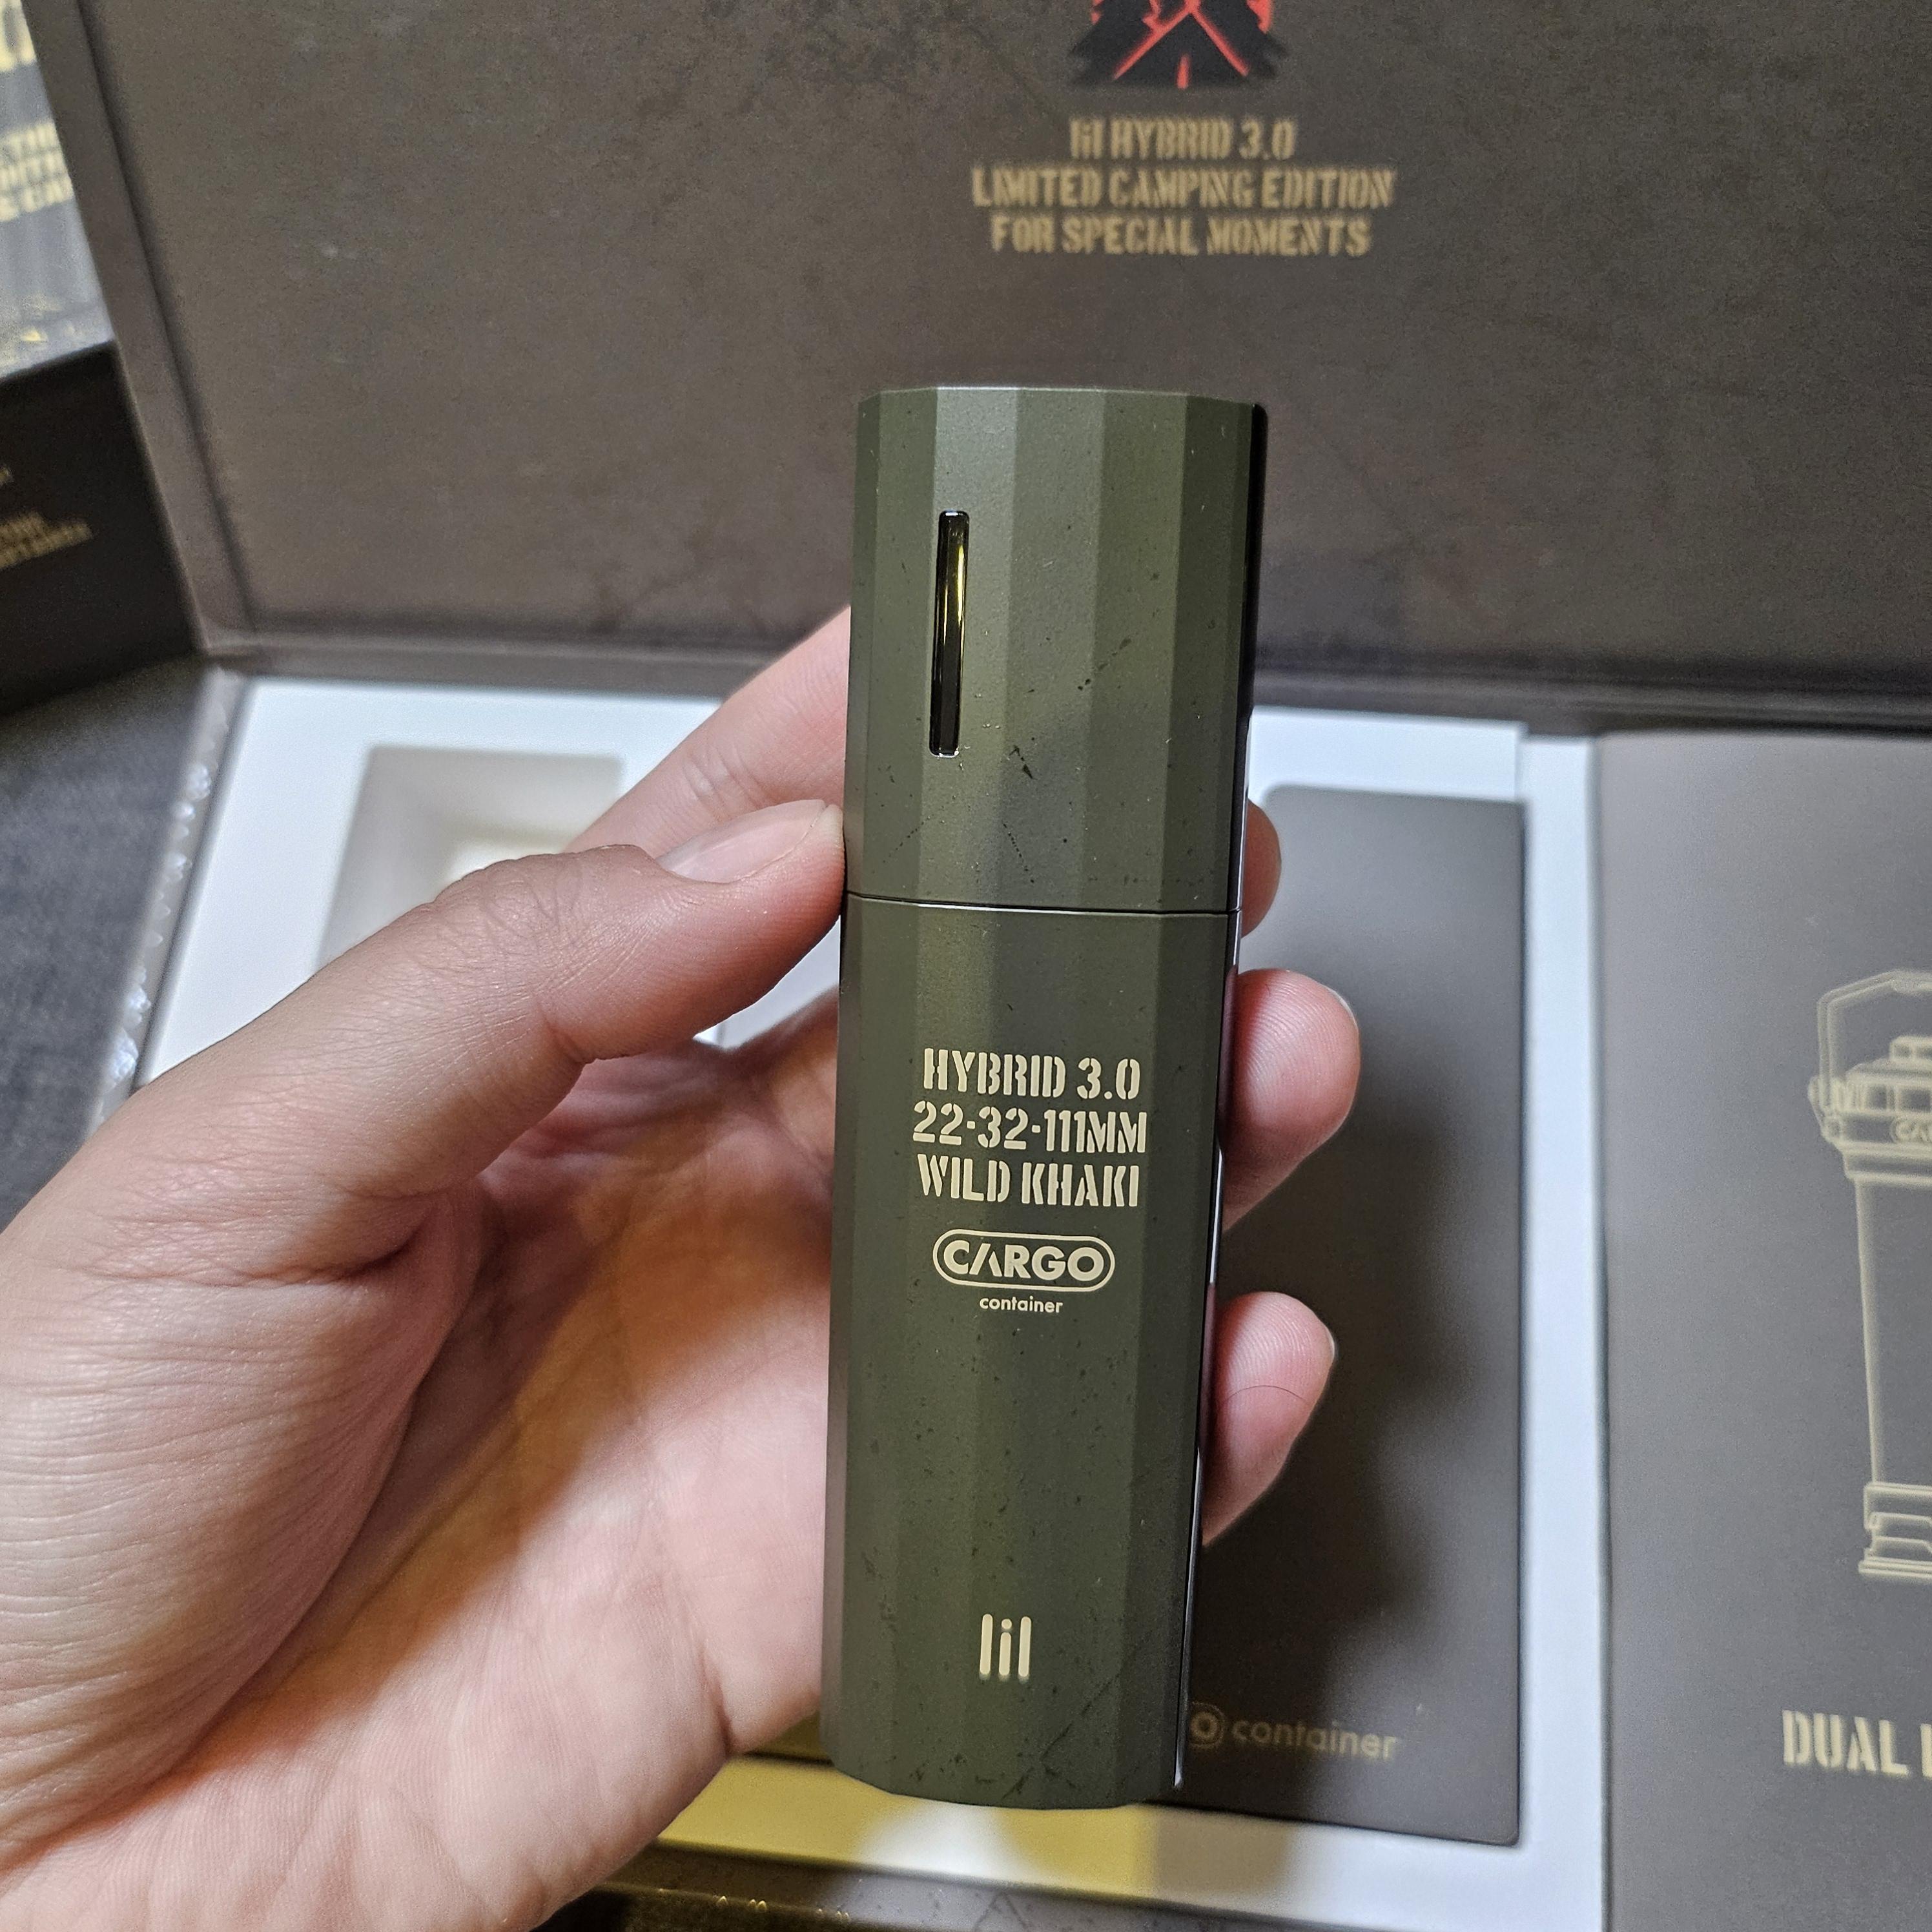 lil HYBRID 3.0
LIMITED CAMPING EDITION
FOR SPECIAL MOMENTS
HYBRID 3.0
22·32·111MM
WILD KHAKI
CARGO
container
lil
container
DUAL